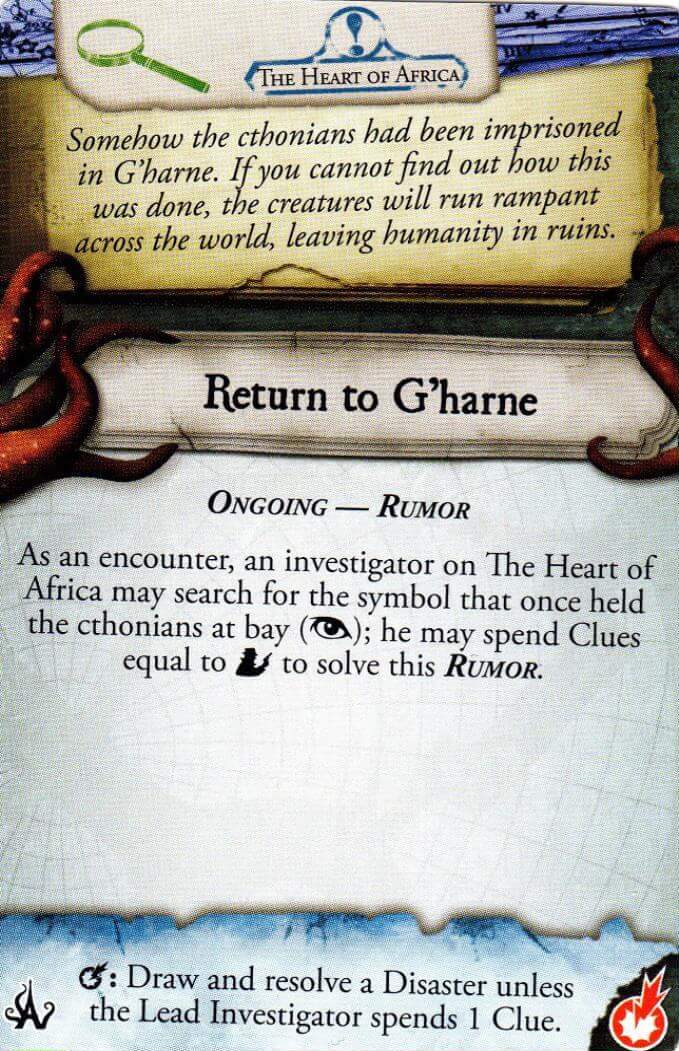 The Heart of Africa
Somehow the cthonians had been imprisoned
in G'harne. If you cannot find out how this
was done, the creatures will run rampant
across the world, leaving humanity in ruins.
Return to G'harne
Ongoing — Rumor
As an encounter, an investigator on The Heart of
Africa may search for the symbol that once held
the cthonians at bay ( ); he may spend Clues
equal to to solve this Rumor.
: Draw and resolve a Disaster unless
the Lead Investigator spends 1 Clue.